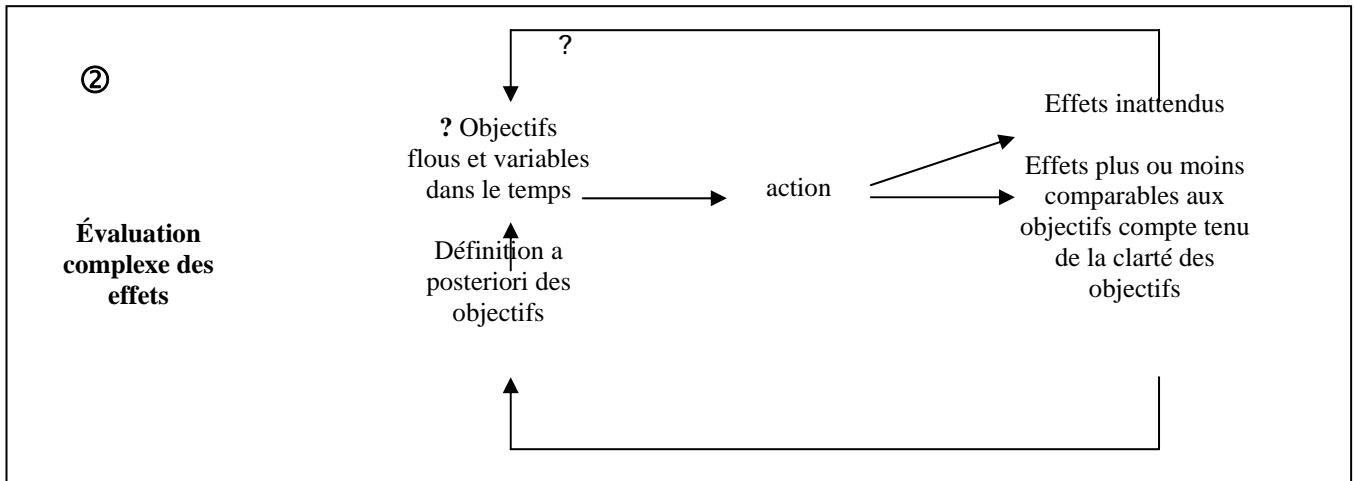 ?
②
Évaluation
complexe des
effets
? Objectifs
flous et variables
dans le temps
Définition a
posteriori des
objectifs
action
Effets inattendus
Effets plus ou moins
comparables aux
objectifs compte tenu
de la clarté des
objectifs